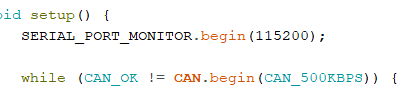 oid setup() {
SERIAL_PORT_MONITOR.begin(115200);
while (CAN_OK != CAN.begin(CAN_500KBPS)) {